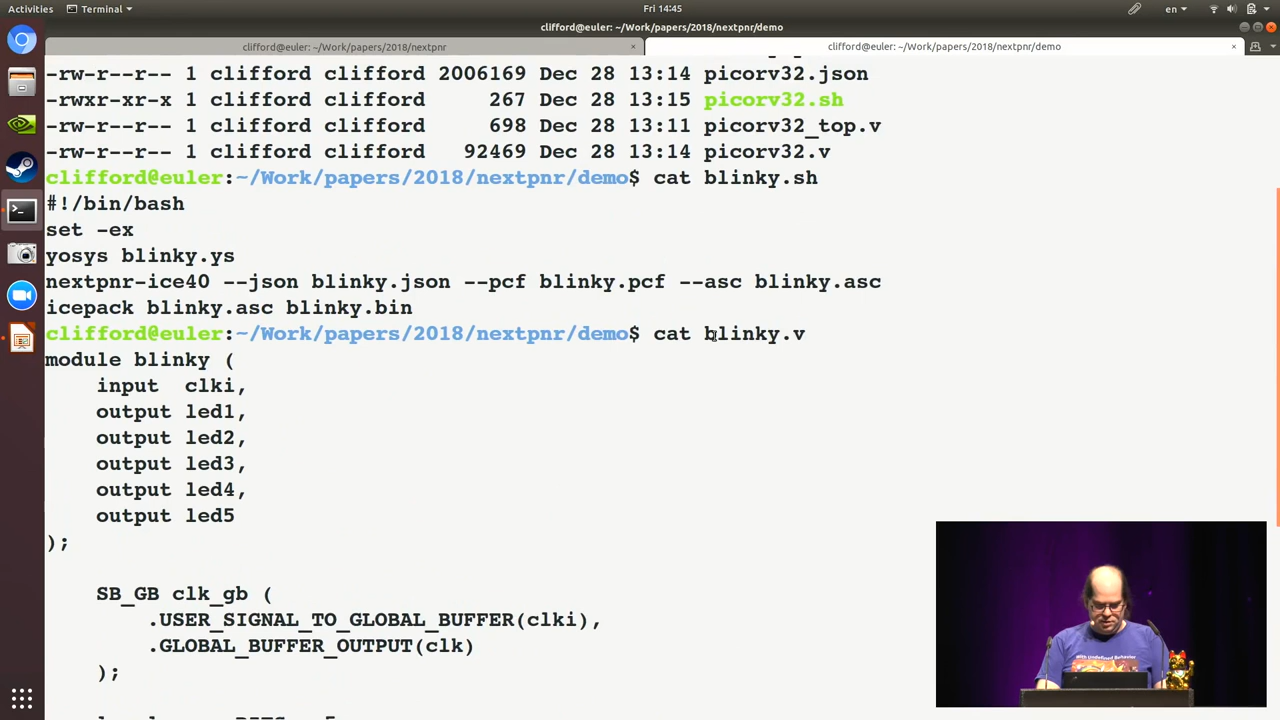 Activities
Terminal
Fri 14:45
en
clifford@euler: ~/Work/papers/2018/nextpnr/demo
clifford@euler: ~/Work/papers/2018/nextpnr
clifford@euler: ~/Work/papers/2018/nextpnr/demo
-rw-r--r-- 1 clifford clifford 2006169 Dec 28 13:14 picorv32.json
-rwxr-xr-x 1 clifford clifford     267 Dec 28 13:15 picorv32.sh
-rw-r--r-- 1 clifford clifford     698 Dec 28 13:11 picorv32_top.v
-rw-r--r-- 1 clifford clifford   92469 Dec 28 13:14 picorv32.v
clifford@euler:~/Work/papers/2018/nextpnr/demo$ cat blinky.sh
#!/bin/bash
set -ex
yosys blinky.ys
nextpnr-ice40 --json blinky.json --pcf blinky.pcf --asc blinky.asc
icepack blinky.asc blinky.bin
clifford@euler:~/Work/papers/2018/nextpnr/demo$ cat blinky.v
module blinky (
    input  clki,
    output led1,
    output led2,
    output led3,
    output led4,
    output led5
);
    SB_GB clk_gb (
        .USER_SIGNAL_TO_GLOBAL_BUFFER(clki),
        .GLOBAL_BUFFER_OUTPUT(clk)
    );
With Undefined Behavior